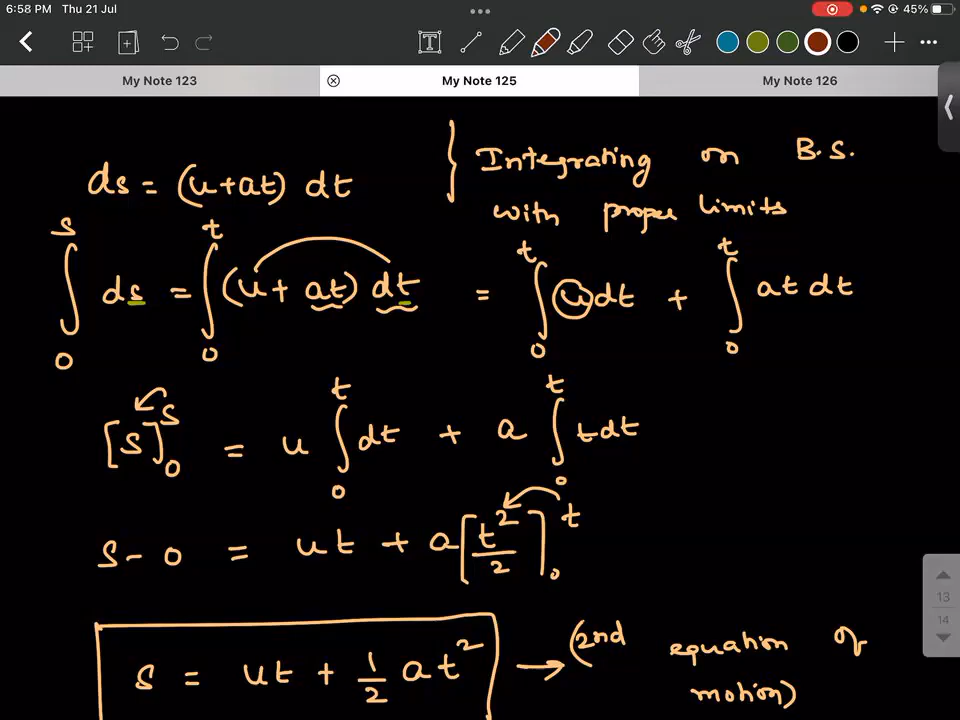 6:58 PM Thu 21 Jul
45%
My Note 123
My Note 125
My Note 126
ds = (u+at) dt } Integrating on B.S.
with proper limits
∫₀ˢ ds = ∫₀ᵗ (u+ at) dt = ∫₀ᵗ u dt + ∫₀ᵗ at dt
[s]₀ˢ = u ∫₀ᵗ dt + a ∫₀ᵗ t dt
s - 0 = ut + a[t²/2]₀ᵗ
s = ut + 1/2 at² → (2nd equation of
motion)
13
14